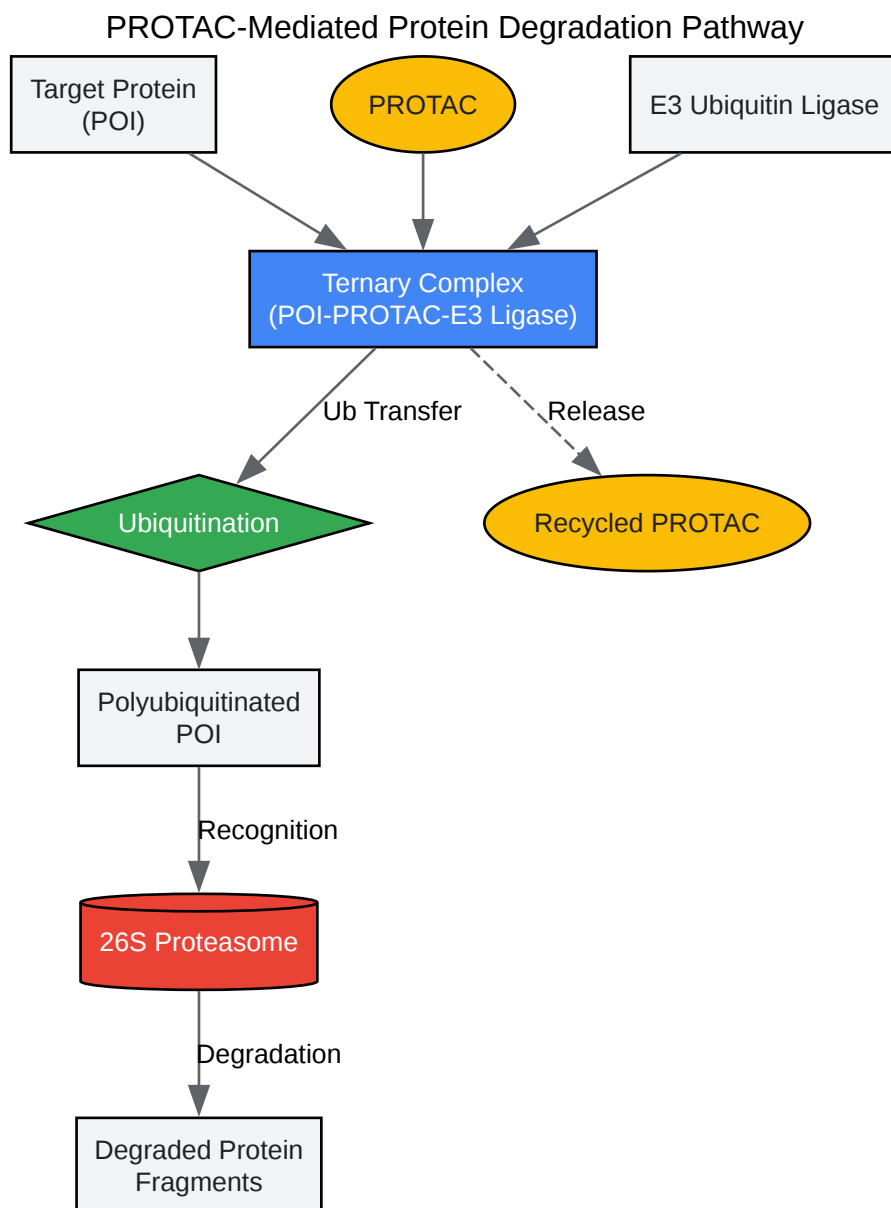 PROTAC-Mediated Protein Degradation Pathway
Target Protein
(POI)
PROTAC
E3 Ubiquitin Ligase
Ternary Complex
(POI-PROTAC-E3 Ligase)
Ub Transfer
Release
Ubiquitination
Recycled PROTAC
Polyubiquitinated
POI
Recognition
26S Proteasome
Degradation
Degraded Protein
Fragments